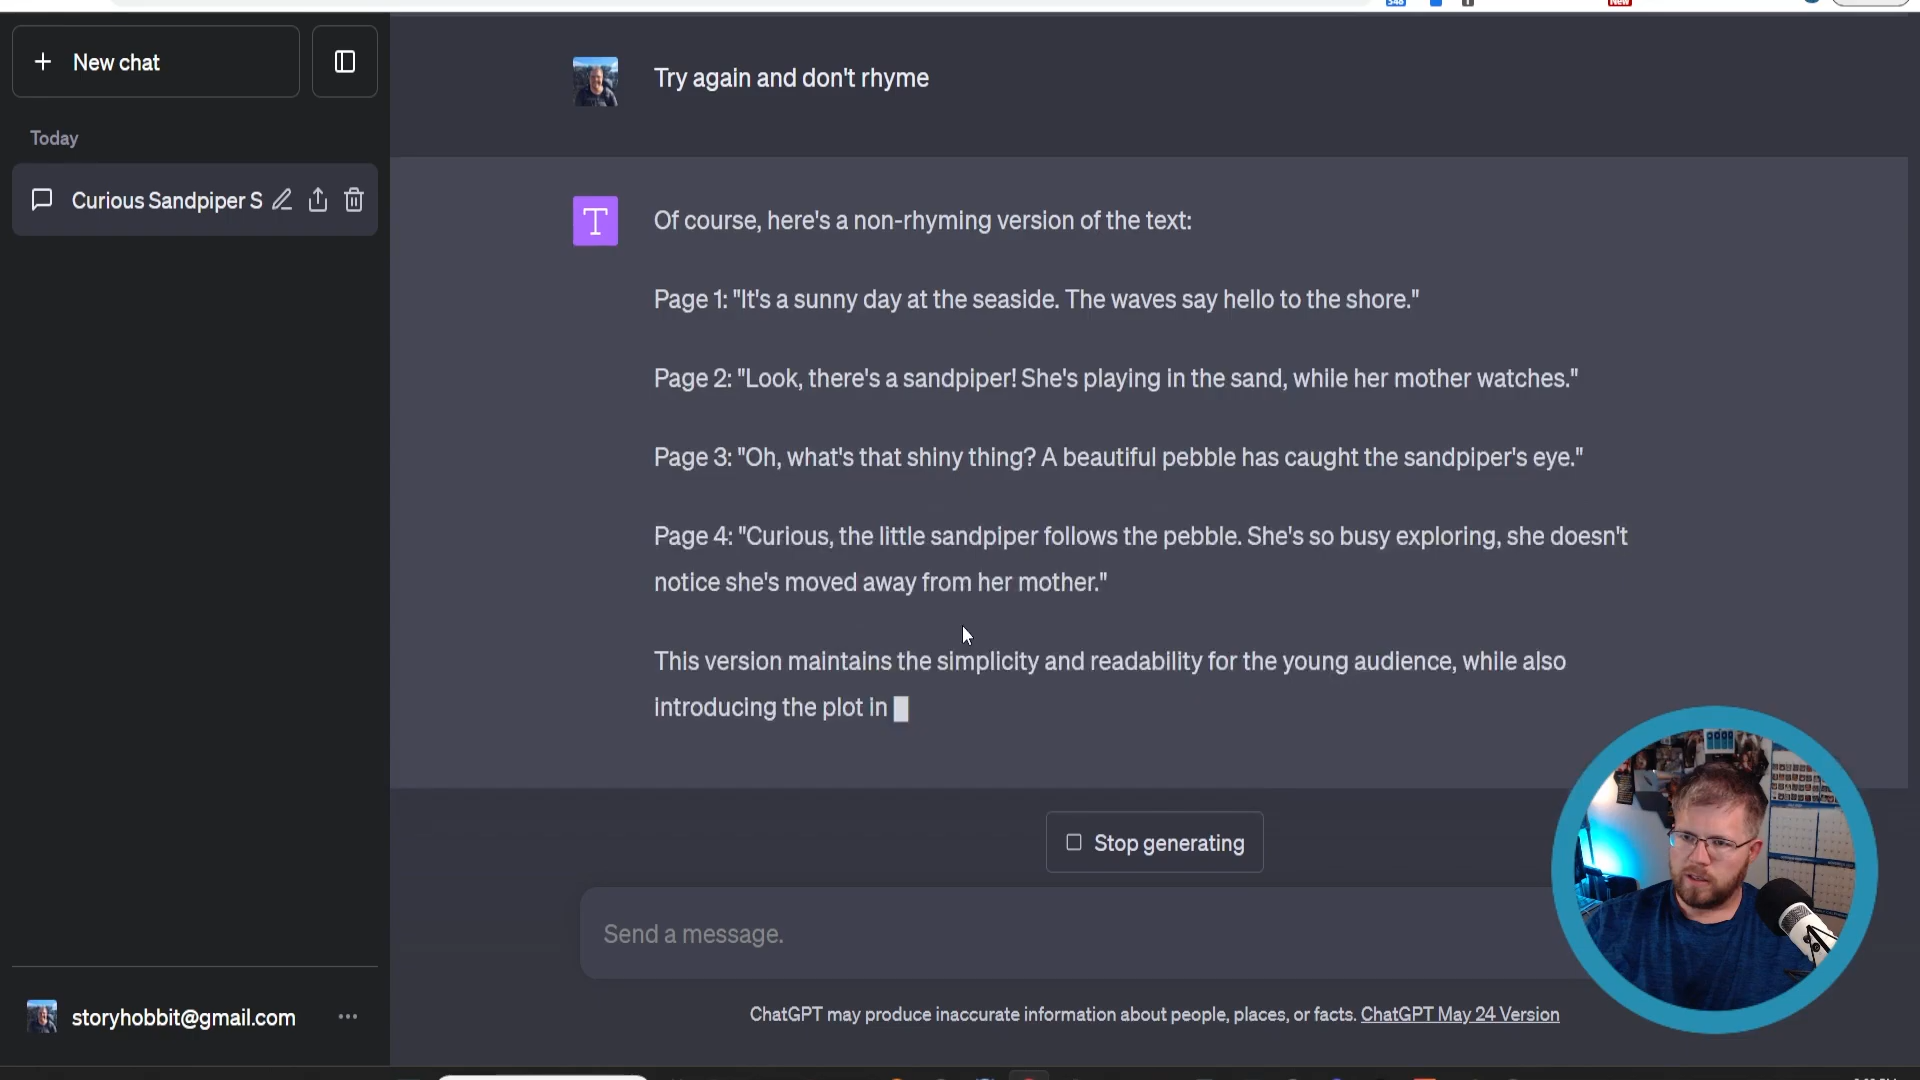 New chat
Today
Curious Sandpiper S
Try again and don't rhyme
T
Of course, here's a non-rhyming version of the text:
Page 1: "It's a sunny day at the seaside. The waves say hello to the shore."
Page 2: "Look, there's a sandpiper! She's playing in the sand, while her mother watches."
Page 3: "Oh, what's that shiny thing? A beautiful pebble has caught the sandpiper's eye."
Page 4: "Curious, the little sandpiper follows the pebble. She's so busy exploring, she doesn't
notice she's moved away from her mother."
This version maintains the simplicity and readability for the young audience, while also
introducing the plot in
Stop generating
Send a message.
ChatGPT may produce inaccurate information about people, places, or facts. ChatGPT May 24 Version
storyhobbit@gmail.com